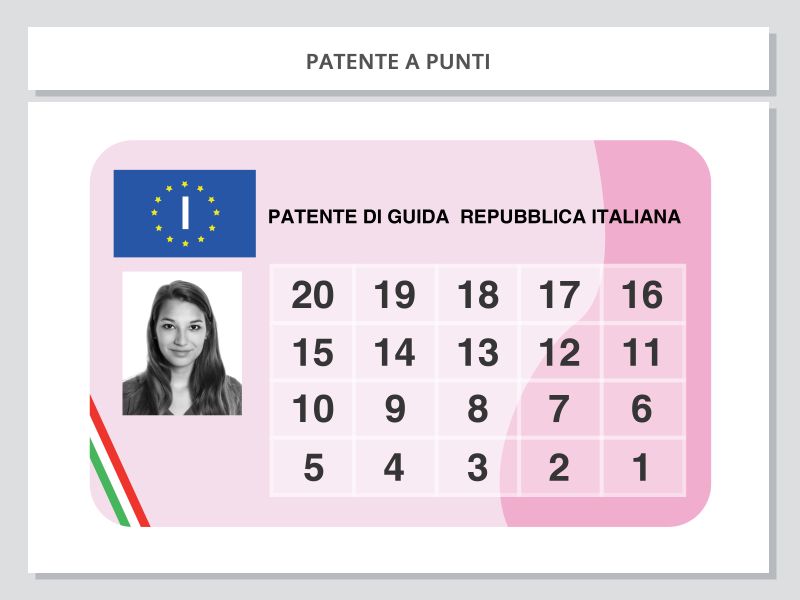 PATENTE A PUNTI
I
PATENTE DI GUIDA REPUBBLICA ITALIANA
20 19 18 17 16
15 14 13 12 11
10 9 8 7 6
5 4 3 2 1